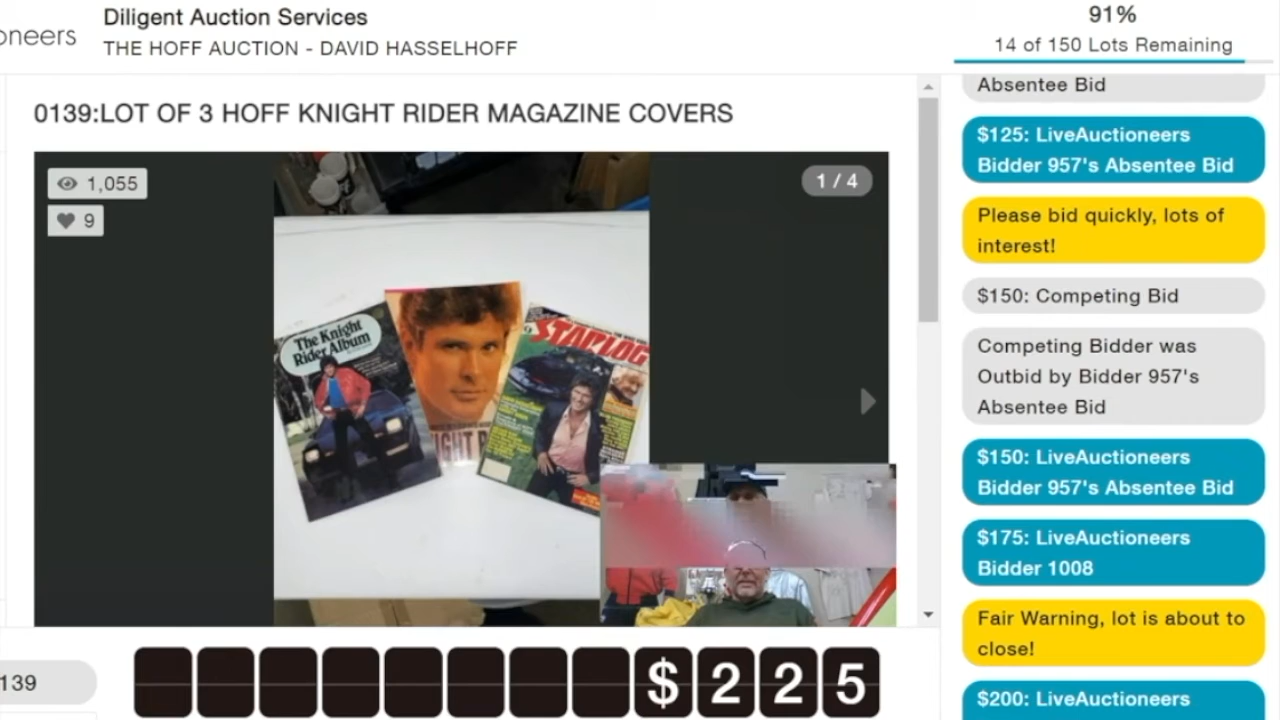 oneers
Diligent Auction Services
THE HOFF AUCTION - DAVID HASSELHOFF
91%
14 of 150 Lots Remaining
0139:LOT OF 3 HOFF KNIGHT RIDER MAGAZINE COVERS
1,055
9
1 / 4
The Knight
Rider Album
STARLOG
IGHT R
139
$225
Absentee Bid
$125: LiveAuctioneers
Bidder 957's Absentee Bid
Please bid quickly, lots of
interest!
$150: Competing Bid
Competing Bidder was
Outbid by Bidder 957's
Absentee Bid
$150: LiveAuctioneers
Bidder 957's Absentee Bid
$175: LiveAuctioneers
Bidder 1008
Fair Warning, lot is about to
close!
$200: LiveAuctioneers